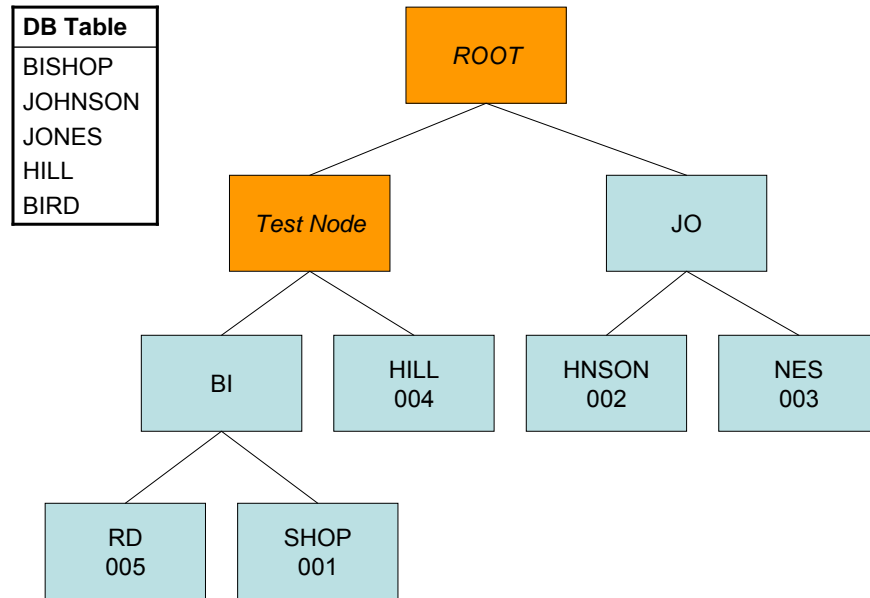 DB Table
BISHOP
JOHNSON
JONES
HILL
BIRD
ROOT
Test Node
JO
BI
HILL
004
HNSON
002
NES
003
RD
005
SHOP
001